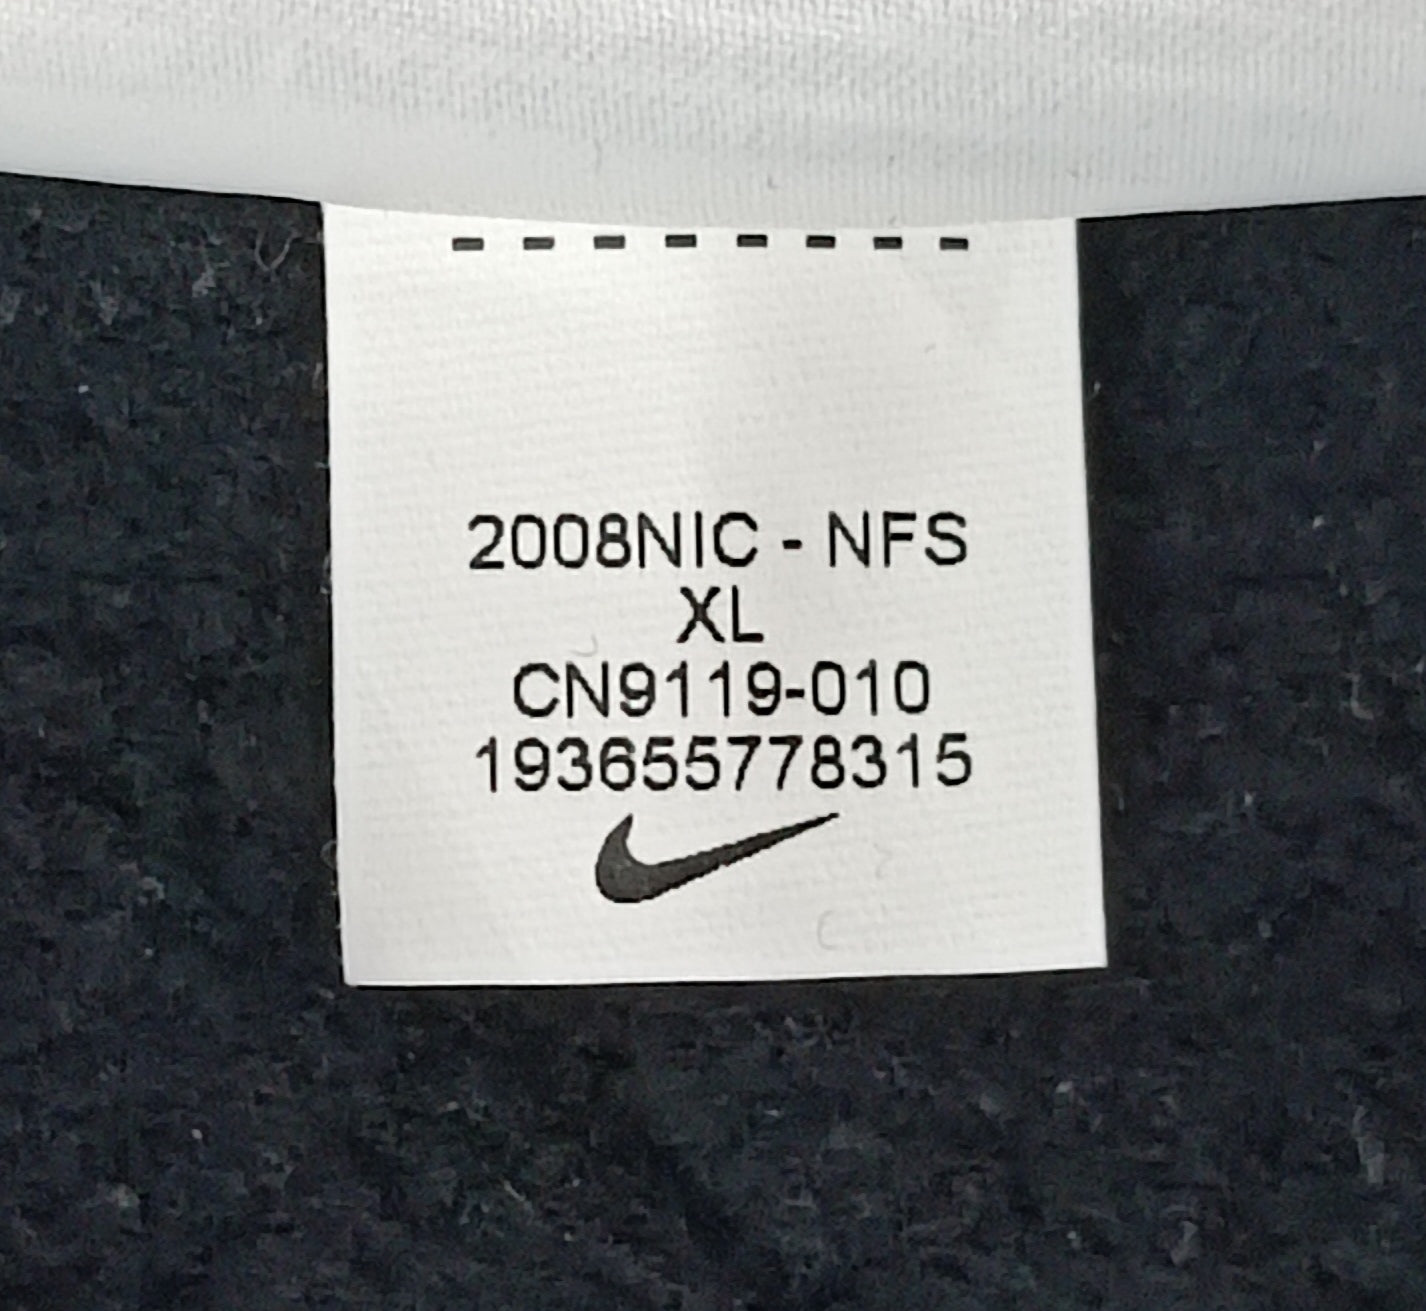 2008NIC - NFS
XL
CN9119-010
193655778315